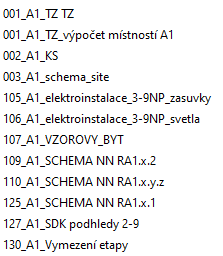 001_A1_TZ TZ
001_A1_TZ_výpočet místností A1
002_A1_KS
003_A1_schema_site
105_A1_elektroinstalace_3-9NP_zasuvky
106_A1_elektroinstalace_3-9NP_svetla
107_A1_VZOROVY_BYT
109_A1_SCHEMA NN RA1.x.2
110_A1_SCHEMA NN RA1.x.y.z
125_A1_SCHEMA NN RA1.x.1
127_A1_SDK podhledy 2-9
130_A1_Vymezení etapy